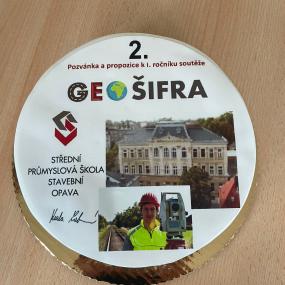 2.
Pozvánka a propozice k I. ročníku soutěže
GEOŠIFRA
STŘEDNÍ
PRŮMYSLOVÁ ŠKOLA
STAVEBNÍ
OPAVA